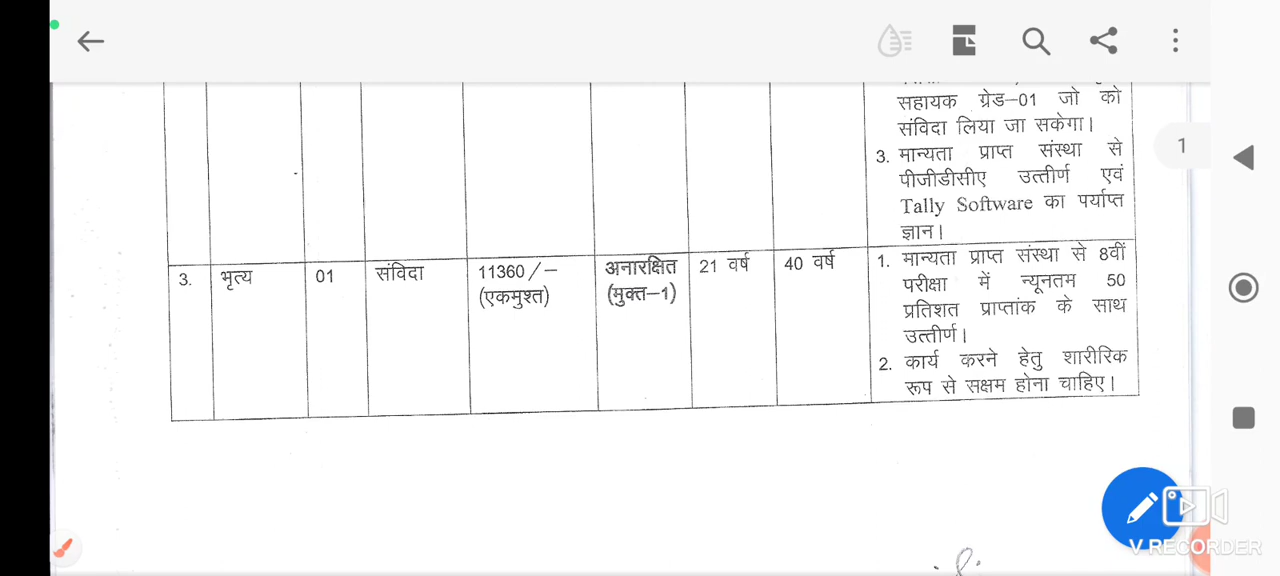 सहायक ग्रेड-01 जो को
संविदा लिया जा सकेगा।
3. मान्यता प्राप्त संस्था से
पीजीडीसीए उत्तीर्ण एवं
Tally Software का पर्याप्त
ज्ञान।
1
3. भृत्य 01 संविदा 11360/- अनारक्षित 21 वर्ष 40 वर्ष 1. मान्यता प्राप्त संस्था से 8वीं
(एकमुश्त) (मुक्त-1) परीक्षा में न्यूनतम 50
प्रतिशत प्राप्तांक के साथ
उत्तीर्ण।
2. कार्य करने हेतु शारीरिक
रूप से सक्षम होना चाहिए।
V RECORDER